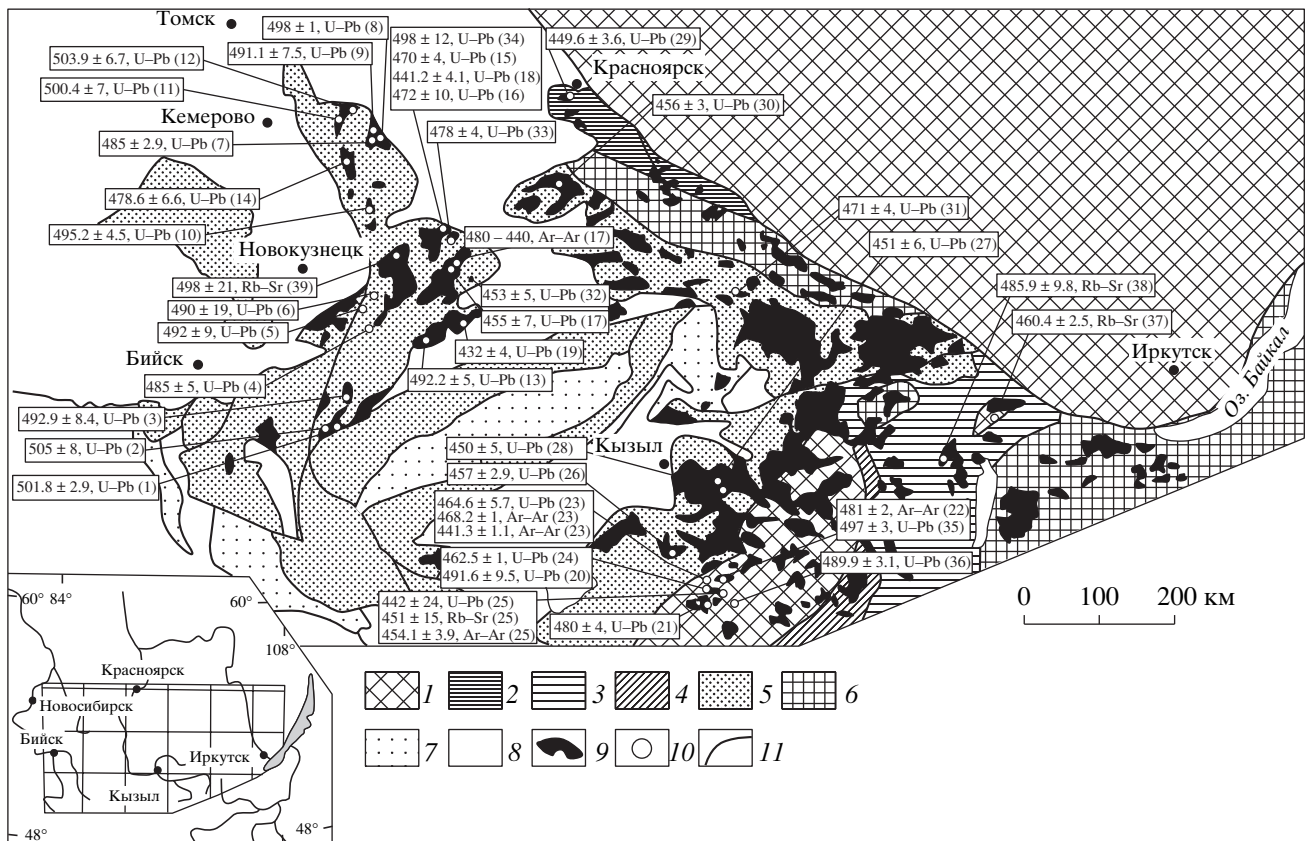 Томск
498 ± 1, U–Pb (8)
491.1 ± 7.5, U–Pb (9)
503.9 ± 6.7, U–Pb (12)
500.4 ± 7, U–Pb (11)
Кемерово
485 ± 2.9, U–Pb (7)
478.6 ± 6.6, U–Pb (14)
495.2 ± 4.5, U–Pb (10)
498 ± 12, U–Pb (34)
470 ± 4, U–Pb (15)
441.2 ± 4.1, U–Pb (18)
472 ± 10, U–Pb (16)
449.6 ± 3.6, U–Pb (29)
Красноярск
456 ± 3, U–Pb (30)
478 ± 4, U–Pb (33)
471 ± 4, U–Pb (31)
451 ± 6, U–Pb (27)
480 – 440, Ar–Ar (17)
Новокузнецк
498 ± 21, Rb–Sr (39)
490 ± 19, U–Pb (6)
492 ± 9, U–Pb (5)
453 ± 5, U–Pb (32)
455 ± 7, U–Pb (17)
432 ± 4, U–Pb (19)
492.2 ± 5, U–Pb (13)
485.9 ± 9.8, Rb–Sr (38)
460.4 ± 2.5, Rb–Sr (37)
Иркутск
Оз. Байкал
Бийск
485 ± 5, U–Pb (4)
492.9 ± 8.4, U–Pb (3)
505 ± 8, U–Pb (2)
501.8 ± 2.9, U–Pb (1)
Кызыл
450 ± 5, U–Pb (28)
457 ± 2.9, U–Pb (26)
464.6 ± 5.7, U–Pb (23)
468.2 ± 1, Ar–Ar (23)
441.3 ± 1.1, Ar–Ar (23)
462.5 ± 1, U–Pb (24)
491.6 ± 9.5, U–Pb (20)
442 ± 24, U–Pb (25)
451 ± 15, Rb–Sr (25)
454.1 ± 3.9, Ar–Ar (25)
480 ± 4, U–Pb (21)
481 ± 2, Ar–Ar (22)
497 ± 3, U–Pb (35)
489.9 ± 3.1, U–Pb (36)
0 100 200 км
60° 84° 60°
108°
Красноярск
Новосибирск
Бийск
Иркутск
Кызыл
48° 48°
1 2 3 4 5 6
7 8 9 10 11